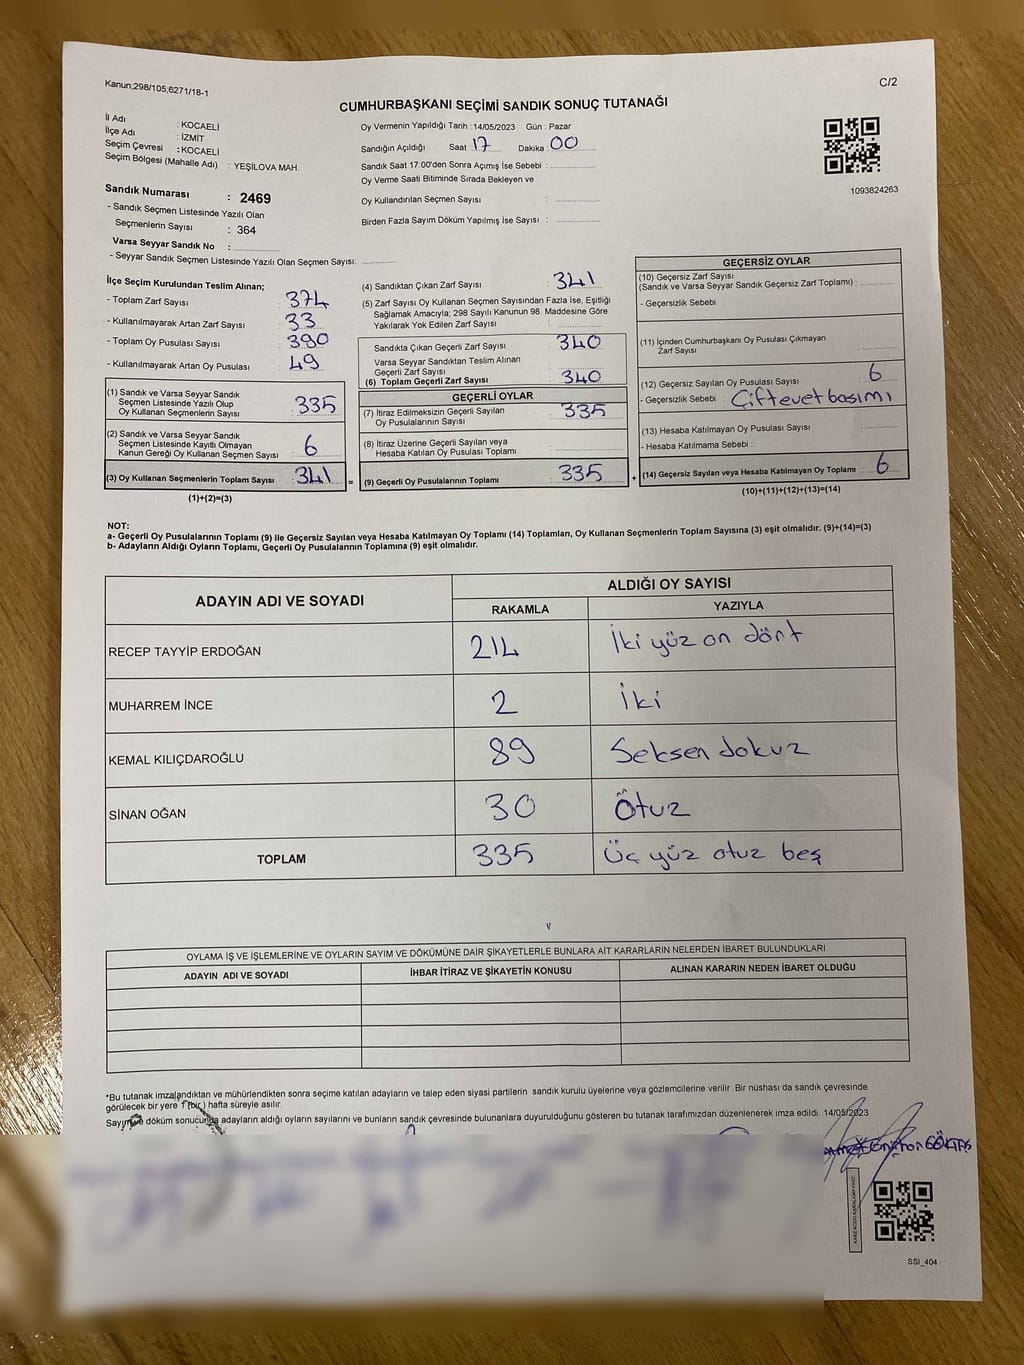 Kanun;298/105;6271/18-1
C/2
CUMHURBAŞKANI SEÇİMİ SANDIK SONUÇ TUTANAĞI
İl Adı : KOCAELİ
İlçe Adı : İZMİT
Seçim Çevresi : KOCAELİ
Seçim Bölgesi (Mahalle Adı) : YEŞİLOVA MAH.
Sandık Numarası : 2469
- Sandık Seçmen Listesinde Yazılı Olan
Seçmenlerin Sayısı : 364
Varsa Seyyar Sandık No :
- Seyyar Sandık Seçmen Listesinde Yazılı Olan Seçmen Sayısı:
Oy Vermenin Yapıldığı Tarih : 14/05/2023 Gün : Pazar
Sandığın Açıldığı Saat 17 Dakika : 00
Sandık Saat 17:00'den Sonra Açmış İse Sebebi :
Oy Verme Saati Bitiminde Sırada Bekleyen ve
Oy Kullandırılan Seçmen Sayısı :
Birden Fazla Sayım Döküm Yapılmış İse Sayısı :
1093824263
İlçe Seçim Kurulundan Teslim Alınan;
- Toplam Zarf Sayısı : 374
- Kullanılmayarak Artan Zarf Sayısı : 33
- Toplam Oy Pusulası Sayısı : 390
- Kullanılmayarak Artan Oy Pusulası : 49
(1) Sandık ve Varsa Seyyar Sandık
Seçmen Listesinde Yazılı Olup
Oy Kullanan Seçmenlerin Sayısı : 335
(2) Sandık ve Varsa Seyyar Sandık
Seçmen Listesinde Kayıtlı Olmayan
Kanun Gereği Oy Kullanan Seçmen Sayısı : 6
(3) Oy Kullanan Seçmenlerin Toplam Sayısı : 341
(1)+(2)=(3)
(4) Sandıktan Çıkan Zarf Sayısı : 341
(5) Zarf Sayısı Oy Kullanan Seçmen Sayısından Fazla İse, Eşitliği
Sağlamak Amacıyla; 298 Sayılı Kanunun 98. Maddesine Göre
Yakılarak Yok Edilen Zarf Sayısı :
Sandıkta Çıkan Geçerli Zarf Sayısı : 340
Varsa Seyyar Sandıktan Teslim Alınan
Geçerli Zarf Sayısı :
(6) Toplam Geçerli Zarf Sayısı : 340
GEÇERLİ OYLAR
(7) İtiraz Edilmeksizin Geçerli Sayılan
Oy Pusulalarının Sayısı : 335
(8) İtiraz Üzerine Geçerli Sayılan veya
Hesaba Katılan Oy Pusulası Toplamı :
= (9) Geçerli Oy Pusulalarının Toplamı : 335 +
GEÇERSİZ OYLAR
(10) Geçersiz Zarf Sayısı
(Sandık ve Varsa Seyyar Sandık Geçersiz Zarf Toplamı) :
- Geçersizlik Sebebi :
(11) İçinden Cumhurbaşkanı Oy Pusulası Çıkmayan
Zarf Sayısı
(12) Geçersiz Sayılan Oy Pusulası Sayısı : 6
- Geçersizlik Sebebi : Çift evet basımı
(13) Hesaba Katılmayan Oy Pusulası Sayısı :
- Hesaba Katılmama Sebebi :
(14) Geçersiz Sayılan veya Hesaba Katılmayan Oy Toplamı : 6
(10)+(11)+(12)+(13)=(14)
NOT:
a- Geçerli Oy Pusulalarının Toplamı (9) ile Geçersiz Sayılan veya Hesaba Katılmayan Oy Toplamı (14) Toplamları, Oy Kullanan Seçmenlerin Toplam Sayısına (3) eşit olmalıdır. (9)+(14)=(3)
b- Adayların Aldığı Oyların Toplamı, Geçerli Oy Pusulalarının Toplamına (9) eşit olmalıdır.
ADAYIN ADI VE SOYADI
ALDIĞI OY SAYISI
RAKAMLA YAZIYLA
RECEP TAYYİP ERDOĞAN 214 İki yüz on dört
MUHARREM İNCE 2 İki
KEMAL KILIÇDAROĞLU 89 Seksen dokuz
SİNAN OĞAN 30 Otuz
TOPLAM 335 Üç yüz otuz beş
OYLAMA İŞ VE İŞLEMLERİNE VE OYLARIN SAYIM VE DÖKÜMÜNE DAİR ŞİKAYETLERLE BUNLARA AİT KARARLARIN NELERDEN İBARET BULUNDUKLARI
ADAYIN ADI VE SOYADI İHBAR İTİRAZ VE ŞİKAYETİN KONUSU ALINAN KARARIN NEDEN İBARET OLDUĞU
*Bu tutanak imzalandıktan ve mühürlendikten sonra seçime katılan adayların ve talep eden siyasi partilerin sandık kurulu üyelerine veya gözlemcilerine verilir .Bir nüshası da sandık çevresinde
görülecek bir yere 1 (bir ) hafta süreyle asılır.
Sayım ve döküm sonucunda adayların aldığı oyların sayılarını ve bunların sandık çevresinde bulunanlara duyurulduğunu gösteren bu tutanak tarafımızdan düzenlenerek imza edildi. 14/05/2023
SSI_404